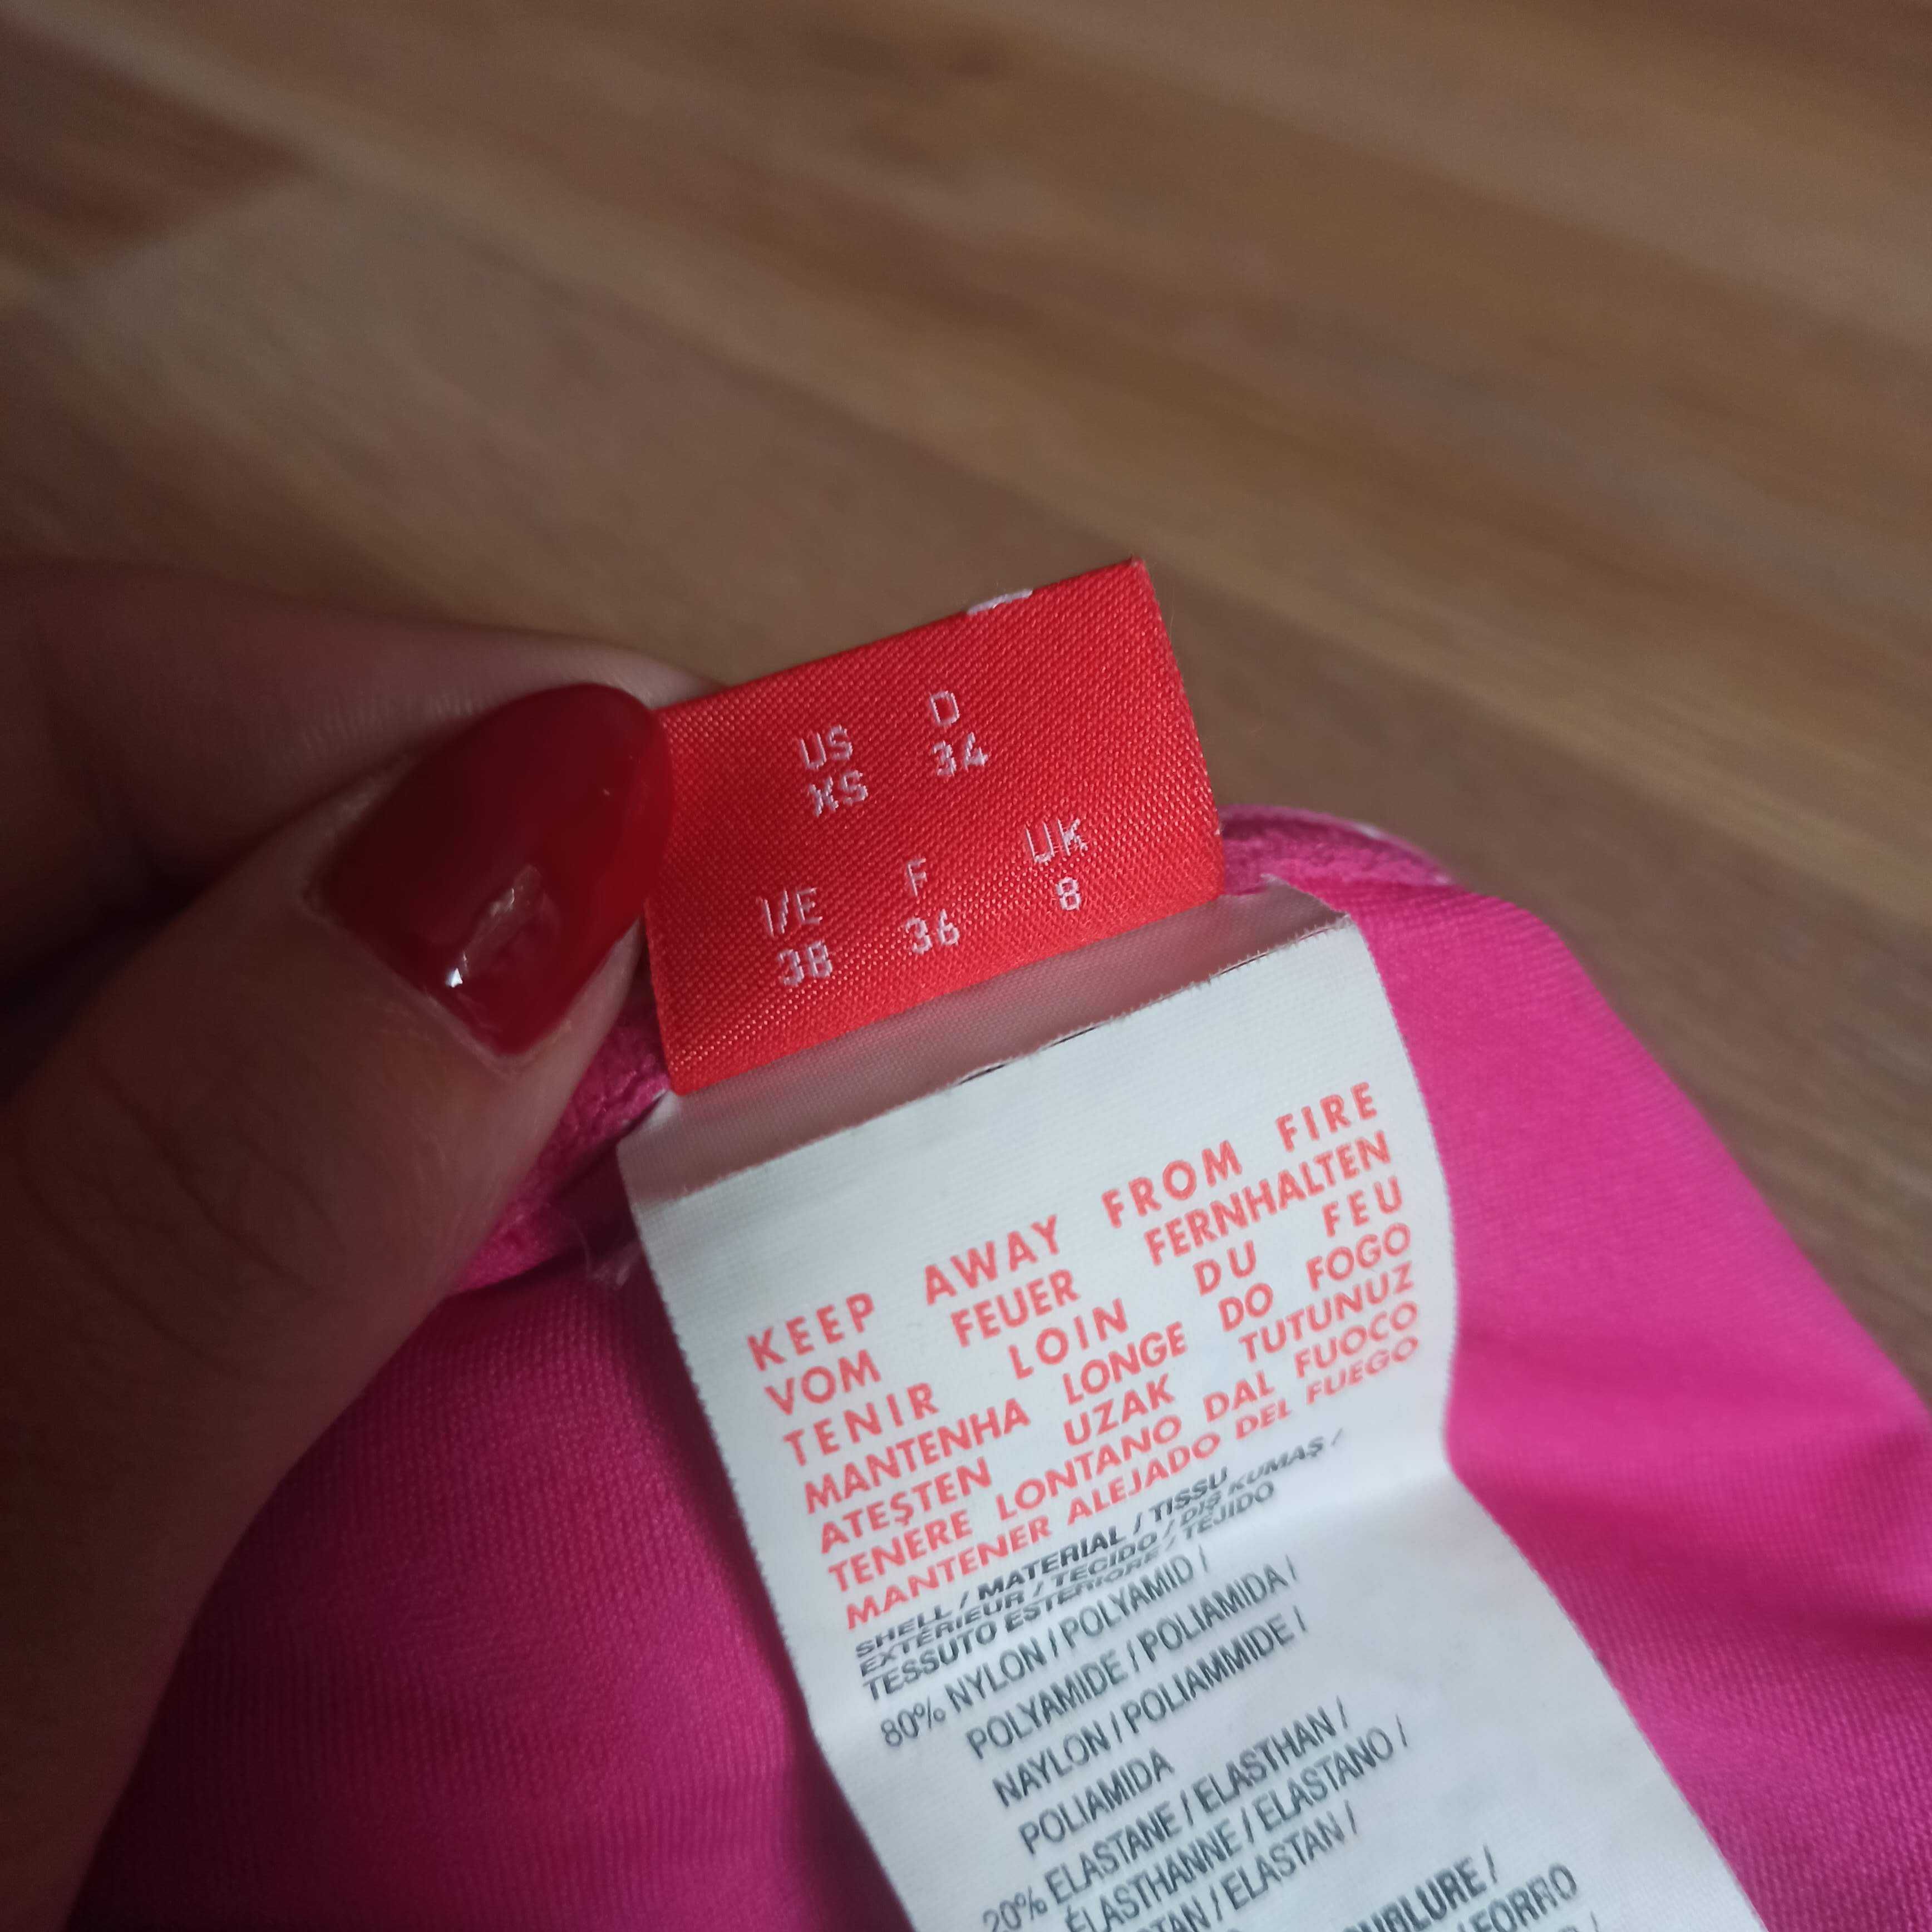 US D
XS 34
I/E F UK
38 36 8
KEEP AWAY FROM FIRE
VOM FEUER FERNHALTEN
TENIR LOIN DU FEU
MANTENHA LONGE DO FOGO
ATEŞTEN UZAK TUTUNUZ
TENERE LONTANO DAL FUOCO
MANTENER ALEJADO DEL FUEGO
SHELL / MATERIAL / TISSU
EXTÉRIEUR / TECIDO / DIŞ KUMAŞ /
TESSUTO ESTERIORE / TEJIDO
80% NYLON / POLYAMID /
POLYAMIDE / POLIAMIDA /
NAYLON / POLIAMMIDE /
POLIAMIDA
20% ELASTANE / ELASTHAN /
ÉLASTHANNE / ELASTANO /
/ ELASTAN /